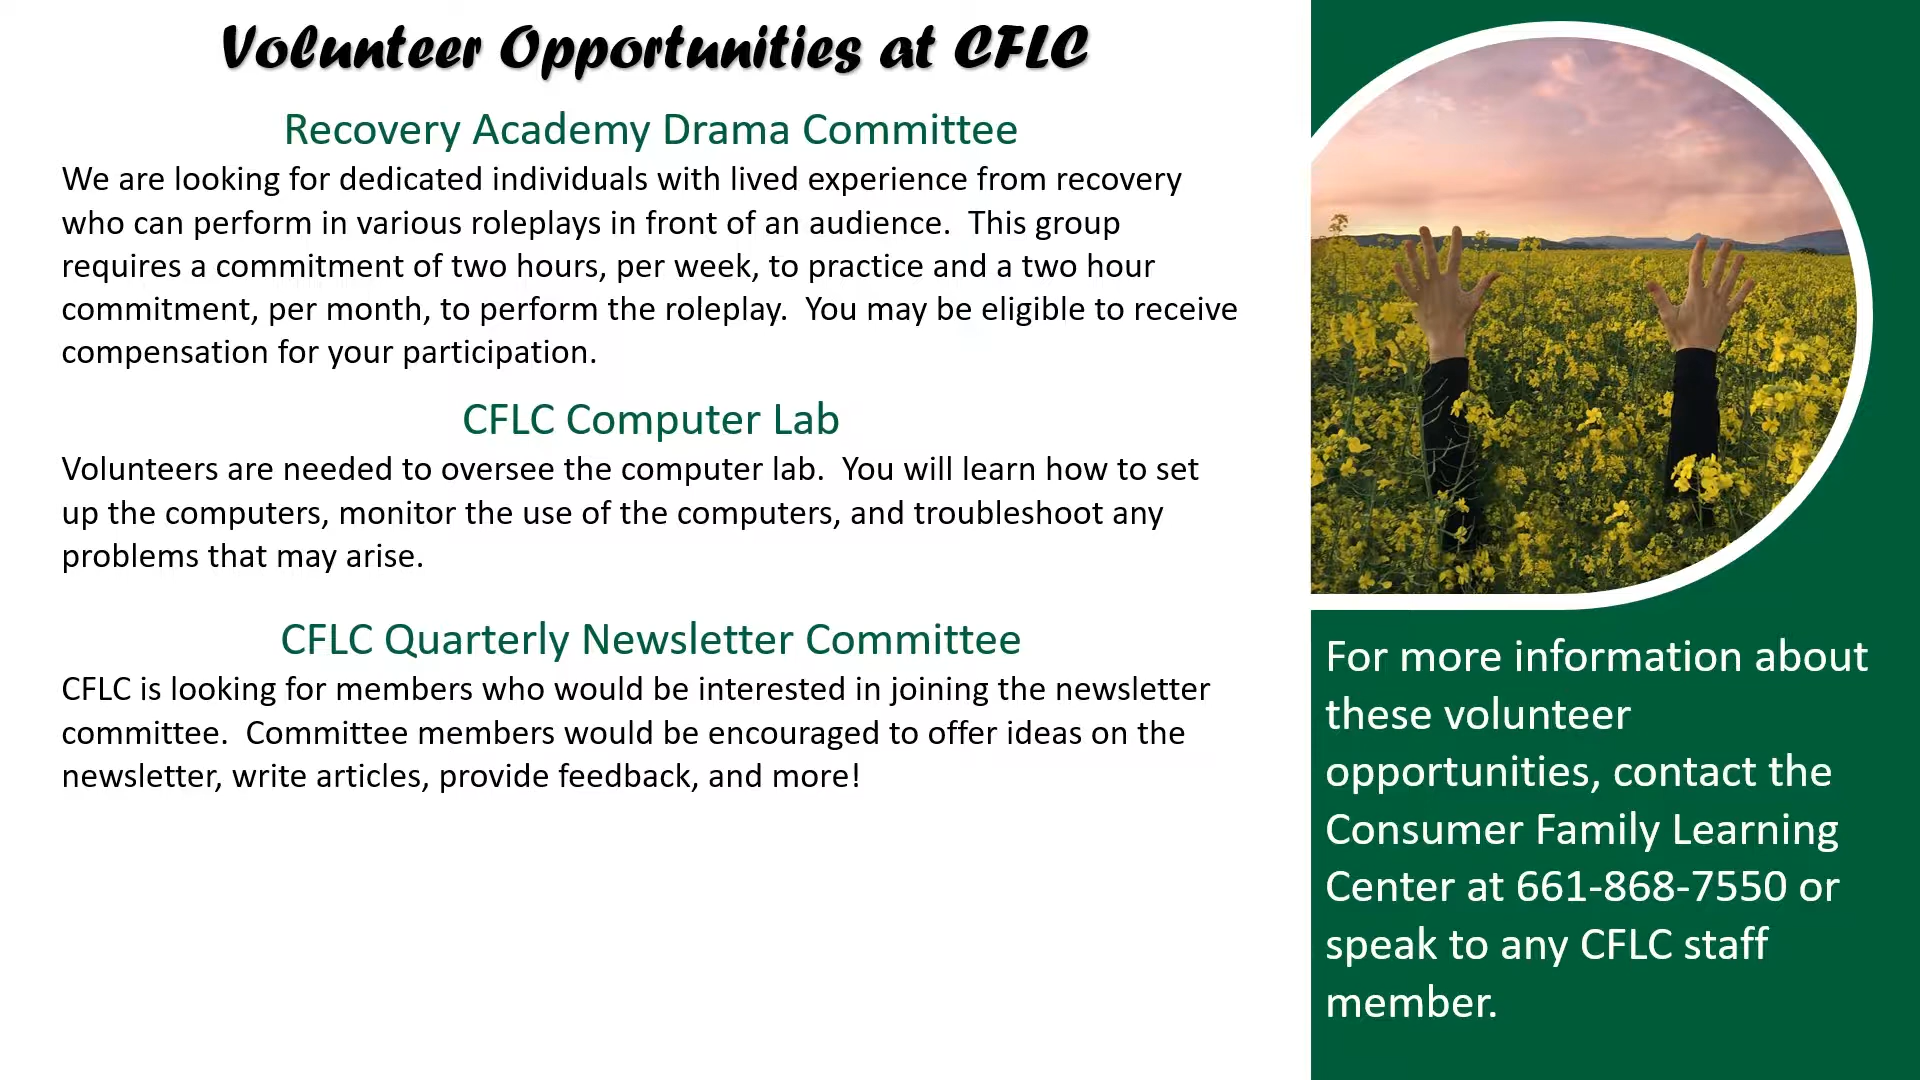 Volunteer Opportunities at CFLC
Recovery Academy Drama Committee
We are looking for dedicated individuals with lived experience from recovery
who can perform in various roleplays in front of an audience.  This group
requires a commitment of two hours, per week, to practice and a two hour
commitment, per month, to perform the roleplay.  You may be eligible to receive
compensation for your participation.
CFLC Computer Lab
Volunteers are needed to oversee the computer lab.  You will learn how to set
up the computers, monitor the use of the computers, and troubleshoot any
problems that may arise.
CFLC Quarterly Newsletter Committee
CFLC is looking for members who would be interested in joining the newsletter
committee.  Committee members would be encouraged to offer ideas on the
newsletter, write articles, provide feedback, and more!
For more information about
these volunteer
opportunities, contact the
Consumer Family Learning
Center at 661-868-7550 or
speak to any CFLC staff
member.